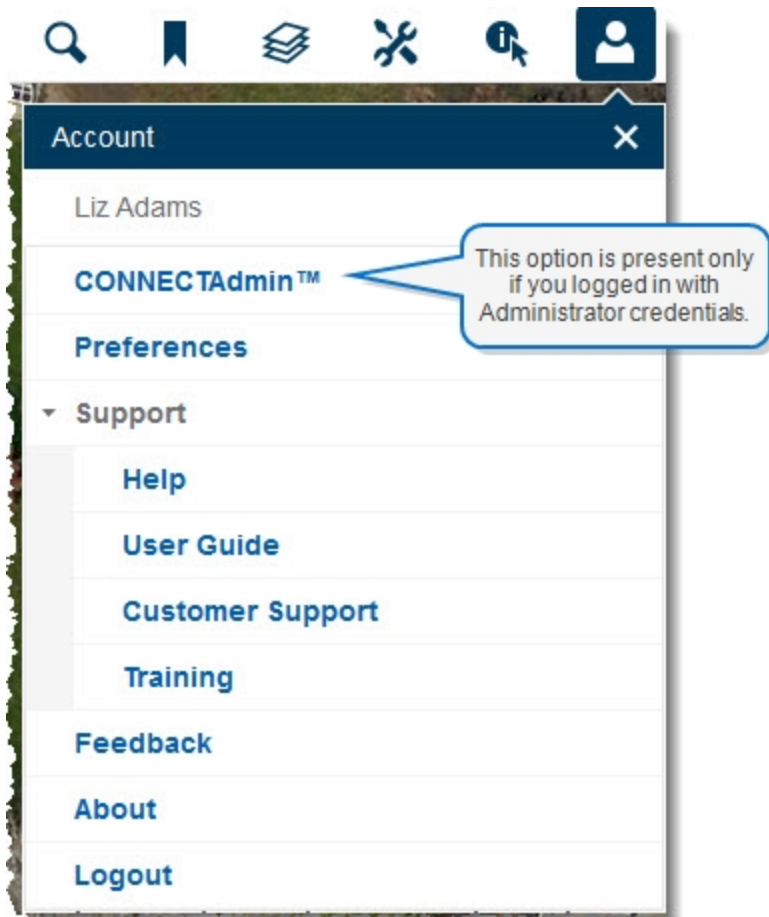 Account
Liz Adams
CONNECTAdmin™
This option is present only
if you logged in with
Administrator credentials.
Preferences
Support
Help
User Guide
Customer Support
Training
Feedback
About
Logout